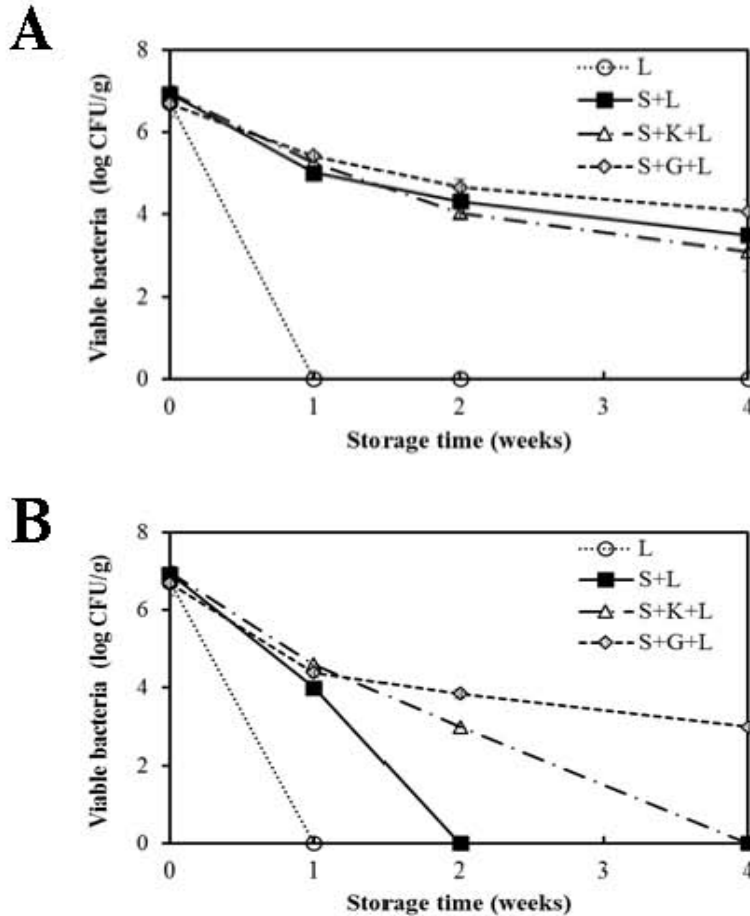 A
Viable bacteria (log CFU/g)
8
6
4
2
0
L
S+L
S+K+L
S+G+L
0 1 2 3 4
Storage time (weeks)
B
Viable bacteria (log CFU/g)
8
6
4
2
0
L
S+L
S+K+L
S+G+L
0 1 2 3 4
Storage time (weeks)